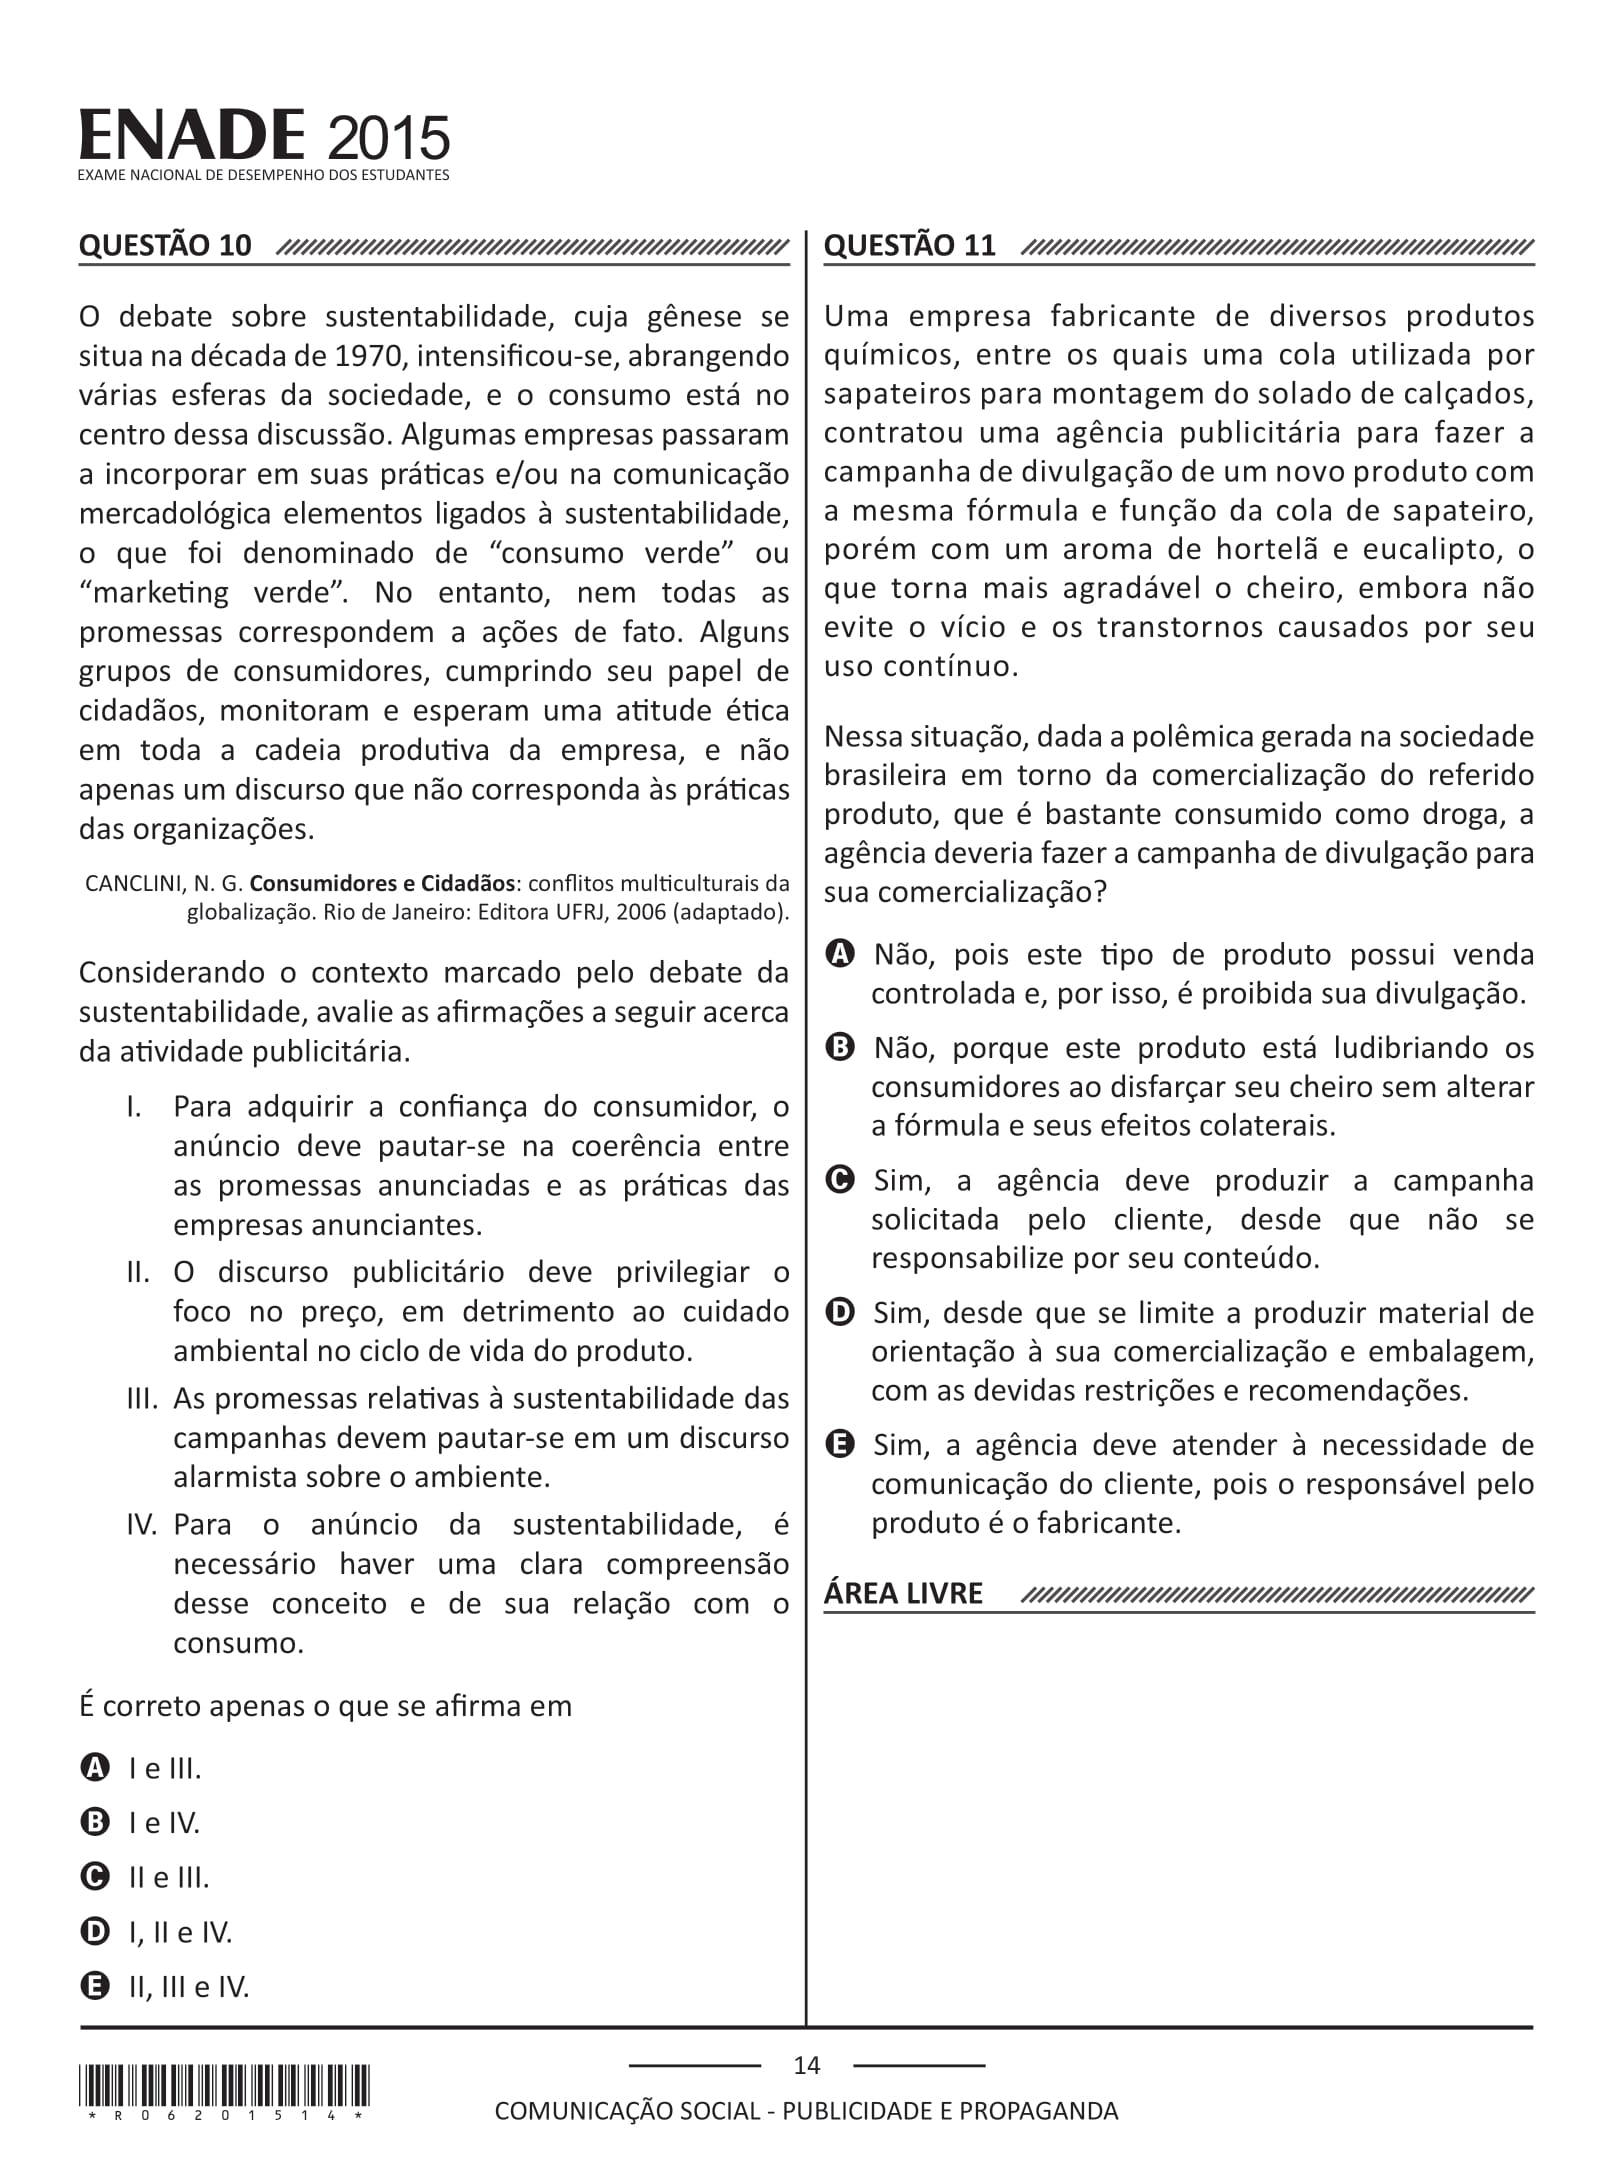 ENADE 2015
EXAME NACIONAL DE DESEMPENHO DOS ESTUDANTES
QUESTÃO 10
O debate sobre sustentabilidade, cuja gênese se
situa na década de 1970, intensificou-se, abrangendo
várias esferas da sociedade, e o consumo está no
centro dessa discussão. Algumas empresas passaram
a incorporar em suas práticas e/ou na comunicação
mercadológica elementos ligados à sustentabilidade,
o que foi denominado de “consumo verde” ou
“marketing verde”. No entanto, nem todas as
promessas correspondem a ações de fato. Alguns
grupos de consumidores, cumprindo seu papel de
cidadãos, monitoram e esperam uma atitude ética
em toda a cadeia produtiva da empresa, e não
apenas um discurso que não corresponda às práticas
das organizações.
CANCLINI, N. G. Consumidores e Cidadãos: conflitos multiculturais da
globalização. Rio de Janeiro: Editora UFRJ, 2006 (adaptado).
Considerando o contexto marcado pelo debate da
sustentabilidade, avalie as afirmações a seguir acerca
da atividade publicitária.
I. Para adquirir a confiança do consumidor, o
anúncio deve pautar-se na coerência entre
as promessas anunciadas e as práticas das
empresas anunciantes.
II. O discurso publicitário deve privilegiar o
foco no preço, em detrimento ao cuidado
ambiental no ciclo de vida do produto.
III. As promessas relativas à sustentabilidade das
campanhas devem pautar-se em um discurso
alarmista sobre o ambiente.
IV. Para o anúncio da sustentabilidade, é
necessário haver uma clara compreensão
desse conceito e de sua relação com o
consumo.
É correto apenas o que se afirma em
A I e III.
B I e IV.
C II e III.
D I, II e IV.
E II, III e IV.
QUESTÃO 11
Uma empresa fabricante de diversos produtos
químicos, entre os quais uma cola utilizada por
sapateiros para montagem do solado de calçados,
contratou uma agência publicitária para fazer a
campanha de divulgação de um novo produto com
a mesma fórmula e função da cola de sapateiro,
porém com um aroma de hortelã e eucalipto, o
que torna mais agradável o cheiro, embora não
evite o vício e os transtornos causados por seu
uso contínuo.
Nessa situação, dada a polêmica gerada na sociedade
brasileira em torno da comercialização do referido
produto, que é bastante consumido como droga, a
agência deveria fazer a campanha de divulgação para
sua comercialização?
A Não, pois este tipo de produto possui venda
controlada e, por isso, é proibida sua divulgação.
B Não, porque este produto está ludibriando os
consumidores ao disfarçar seu cheiro sem alterar
a fórmula e seus efeitos colaterais.
C Sim, a agência deve produzir a campanha
solicitada pelo cliente, desde que não se
responsabilize por seu conteúdo.
D Sim, desde que se limite a produzir material de
orientação à sua comercialização e embalagem,
com as devidas restrições e recomendações.
E Sim, a agência deve atender à necessidade de
comunicação do cliente, pois o responsável pelo
produto é o fabricante.
ÁREA LIVRE
*R06201514*
14
COMUNICAÇÃO SOCIAL - PUBLICIDADE E PROPAGANDA